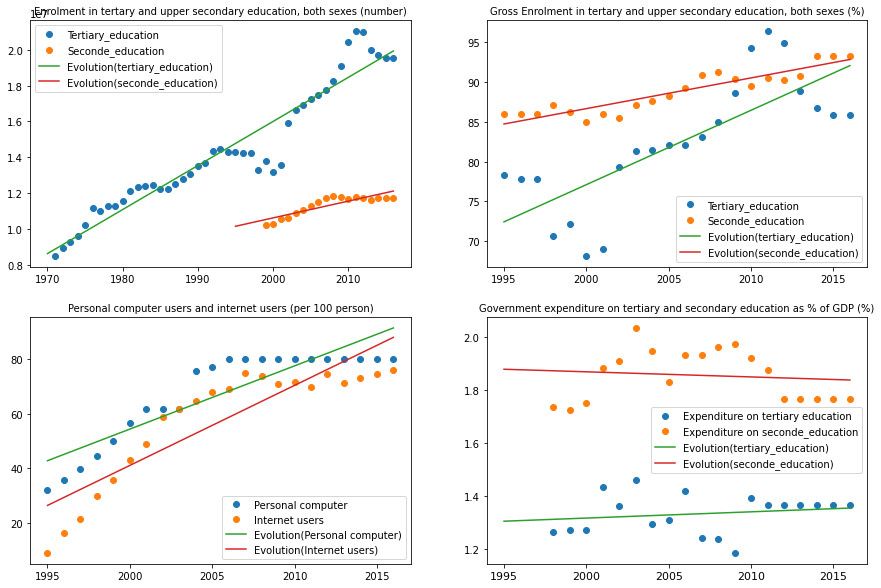 Enrolment in tertary and upper secondary education, both sexes (number)
1e7
2.0
1.8
1.6
1.4
1.2
1.0
0.8
Tertiary_education
Seconde_education
Evolution(tertiary_education)
Evolution(seconde_education)
1970
1980
1990
2000
2010
Gross Enrolment in tertary and upper secondary education, both sexes (%)
95
90
85
80
75
70
Tertiary_education
Seconde_education
Evolution(tertiary_education)
Evolution(seconde_education)
1995
2000
2005
2010
2015
Personal computer users and internet users (per 100 person)
80
60
40
20
Personal computer
Internet users
Evolution(Personal computer)
Evolution(Internet users)
1995
2000
2005
2010
2015
Government expenditure on tertiary and secondary education as % of GDP (%)
2.0
1.8
1.6
1.4
1.2
Expenditure on tertiary education
Expenditure on seconde_education
Evolution(tertiary_education)
Evolution(seconde_education)
1995
2000
2005
2010
2015